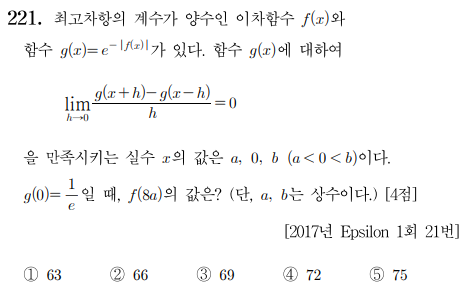 221. 최고차항의 계수가 양수인 이차함수 f(x)와
함수 g(x)=e^{-|f(x)|}가 있다. 함수 g(x)에 대하여
lim_{h→0} \frac{g(x+h)-g(x-h)}{h}=0
을 만족시키는 실수 x의 값은 a, 0, b (a<0<b)이다.
g(0)=\frac{1}{e}일 때, f(8a)의 값은? (단, a, b는 상수이다.) [4점]
[2017년 Epsilon 1회 21번]
① 63 ② 66 ③ 69 ④ 72 ⑤ 75